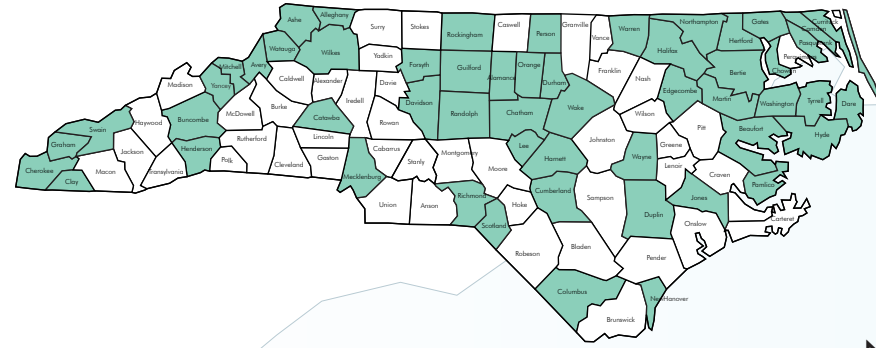 Ashe
Alleghany
Surry
Stokes
Rockingham
Caswell
Person
Granville
Vance
Warren
Northampton
Gates
Currituck
Camden
Pasquotank
Hertford
Halifax
Perquimans
Chowan
Watauga
Wilkes
Yadkin
Forsyth
Guilford
Alamance
Orange
Durham
Franklin
Nash
Bertie
Edgecombe
Martin
Washington
Tyrrell
Dare
Mitchell
Avery
Yancey
Madison
Caldwell
Alexander
Iredell
Davie
Davidson
Randolph
Chatham
Wake
Wilson
Pitt
Beaufort
Hyde
Burke
McDowell
Catawba
Rowan
Buncombe
Haywood
Swain
Graham
Cherokee
Clay
Macon
Jackson
Transylvania
Henderson
Rutherford
Polk
Cleveland
Lincoln
Gaston
Mecklenburg
Cabarrus
Stanly
Montgomery
Moore
Lee
Harnett
Johnston
Wayne
Greene
Lenoir
Craven
Pamlico
Jones
Carteret
Onslow
Duplin
Sampson
Cumberland
Hoke
Richmond
Scotland
Anson
Union
Robeson
Bladen
Pender
Columbus
NewHanover
Brunswick